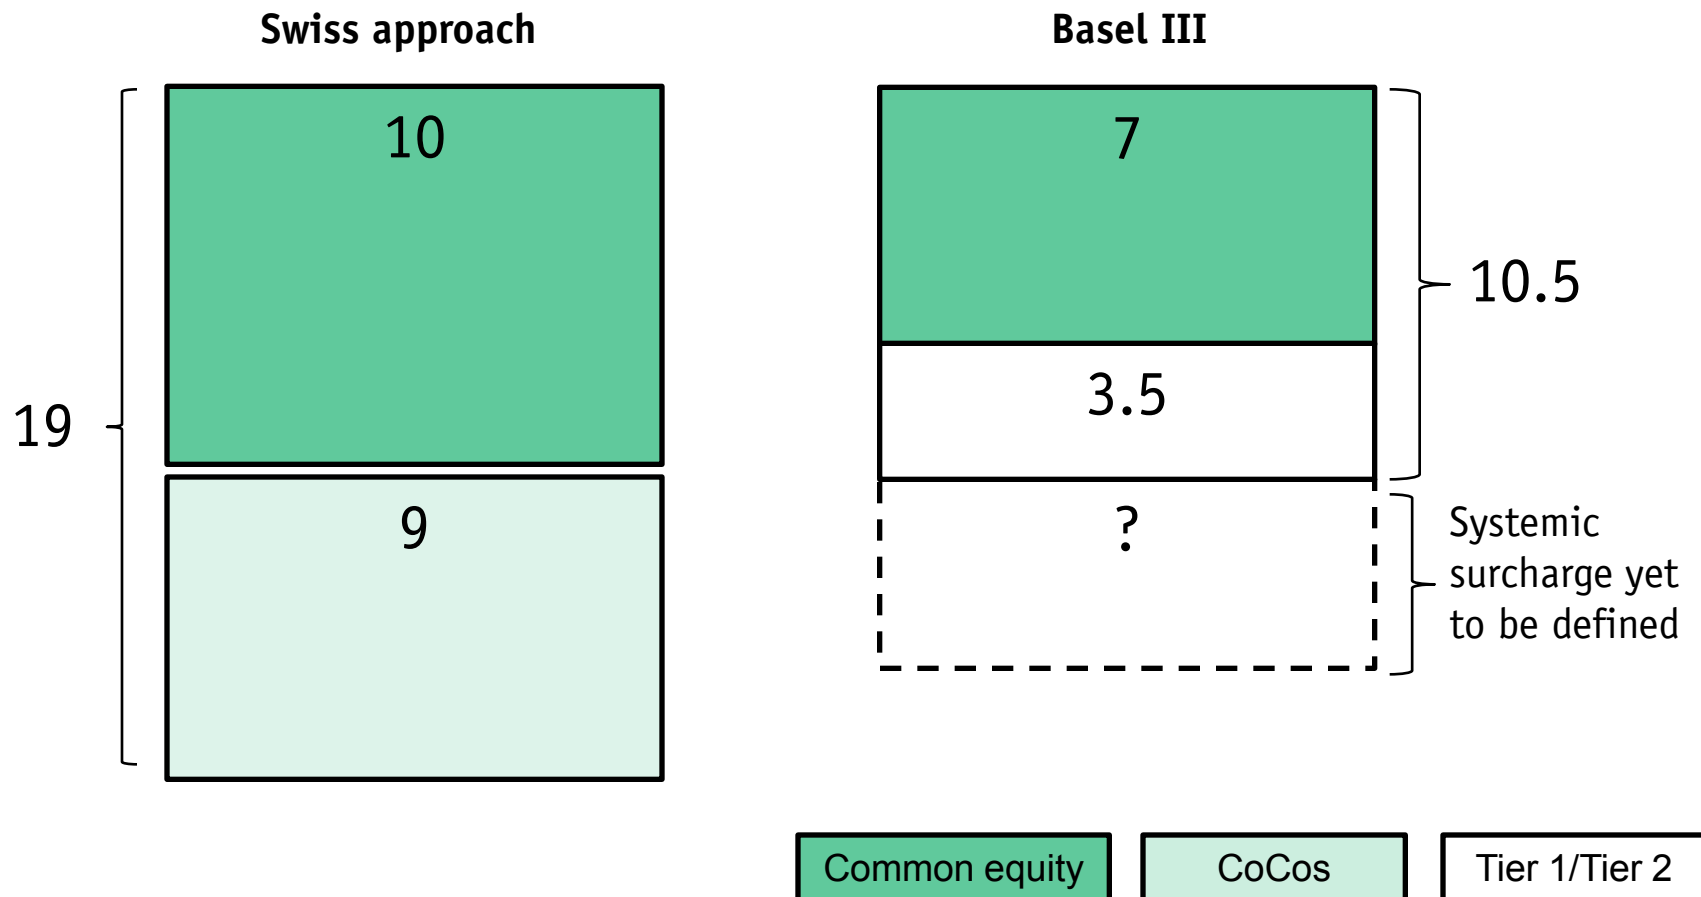 Swiss approach
Basel III
10
7
10.5
3.5
19
9
?
Systemic
surcharge yet
to be defined
Common equity
CoCos
Tier 1/Tier 2